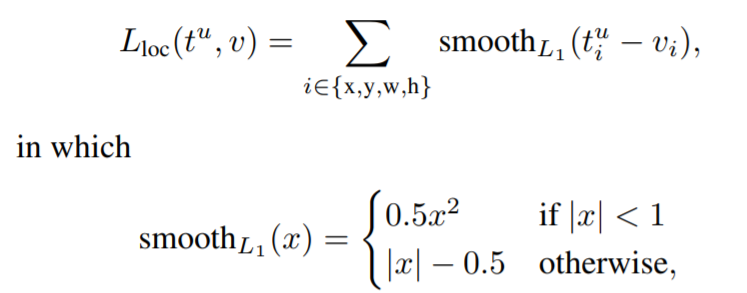 L_loc(t^u, v) = ∑_{i∈{x,y,w,h}} smooth_{L_1}(t_i^u − v_i),
in which
smooth_{L_1}(x) = { 0.5x^2 if |x| < 1
|x| − 0.5 otherwise,